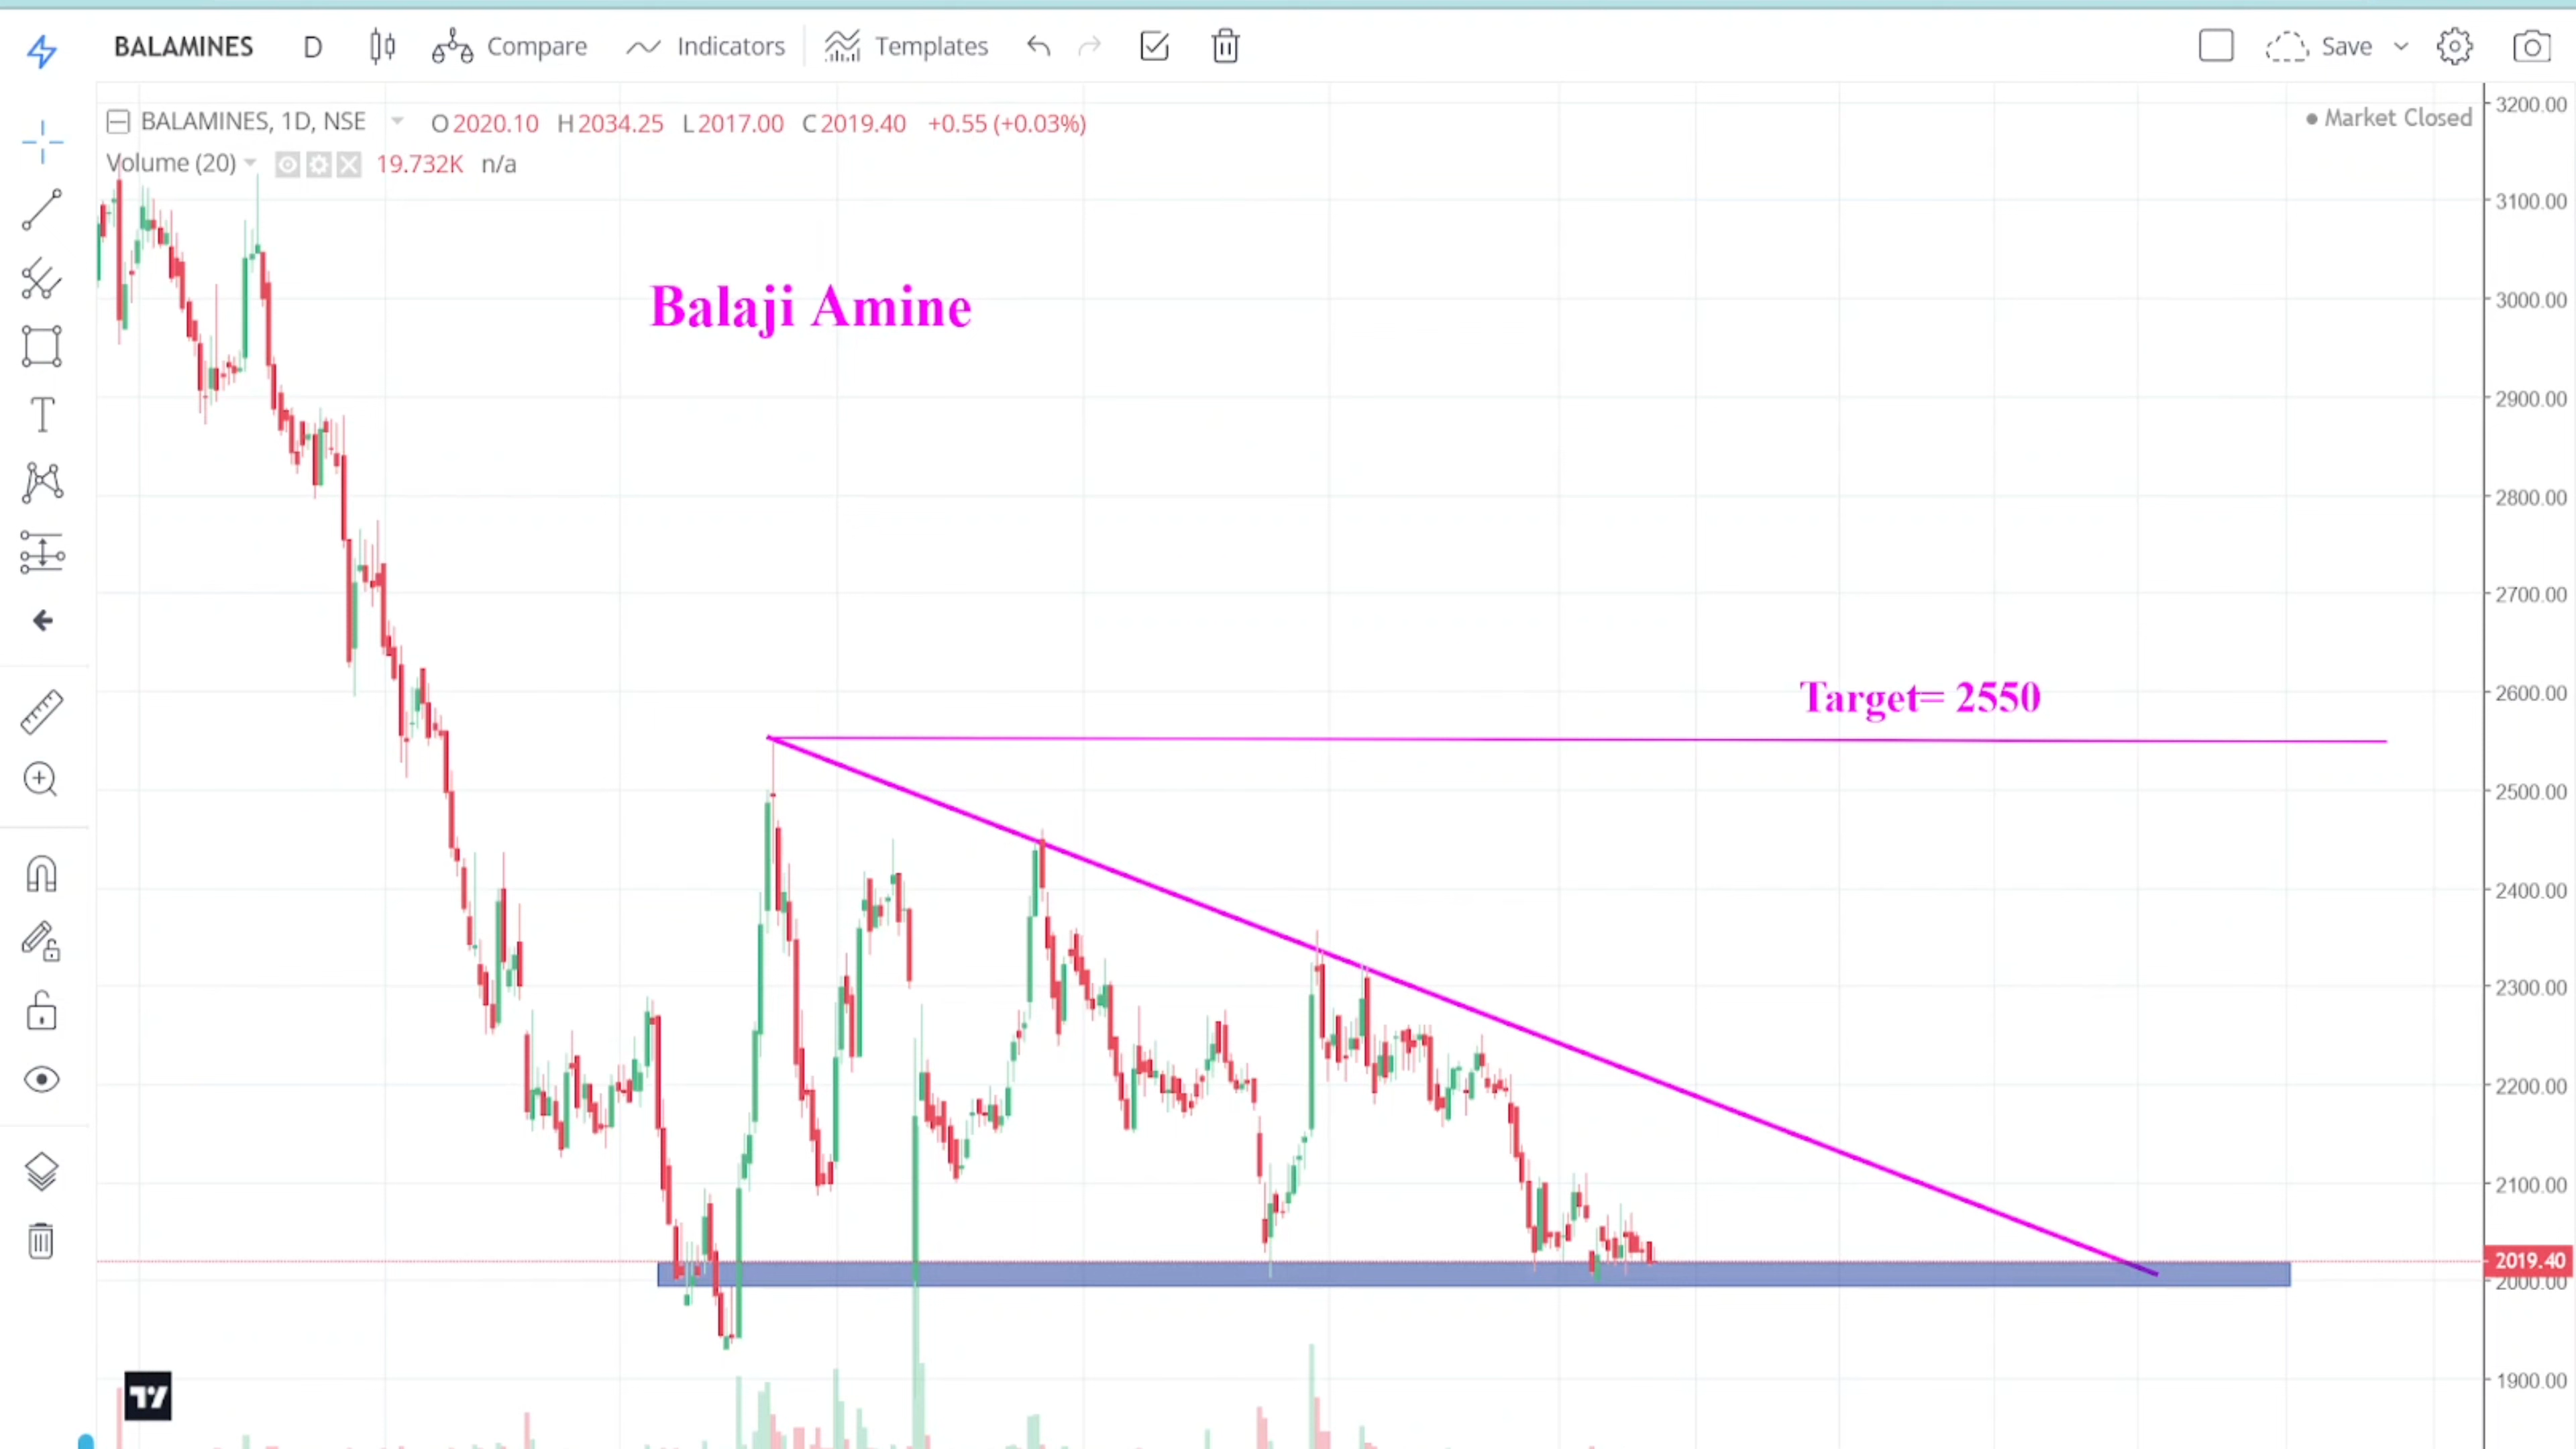 BALAMINES D Compare Indicators Templates Save
BALAMINES, 1D, NSE O2020.10 H2034.25 L2017.00 C2019.40 +0.55 (+0.03%)
Market Closed
Volume (20) 19.732K n/a
Balaji Amine
Target= 2550
3200.00
3100.00
3000.00
2900.00
2800.00
2700.00
2600.00
2500.00
2400.00
2300.00
2200.00
2100.00
2019.40
2000.00
1900.00